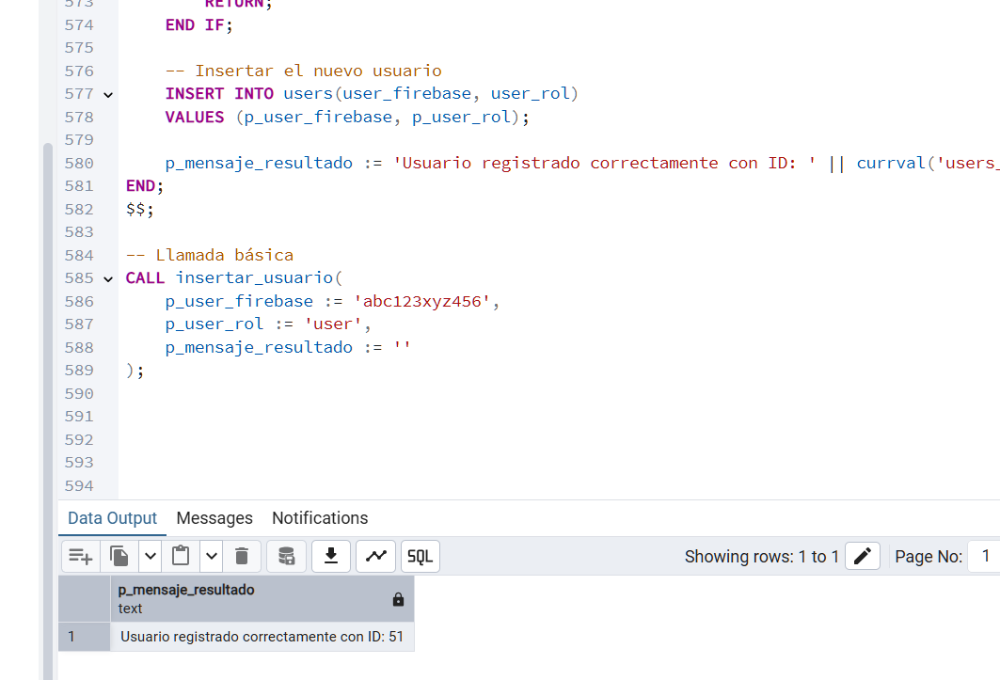 573 RETURN;
574 END IF;
575
576 -- Insertar el nuevo usuario
577 INSERT INTO users(user_firebase, user_rol)
578 VALUES (p_user_firebase, p_user_rol);
579
580 p_mensaje_resultado := 'Usuario registrado correctamente con ID: ' || currval('users_
581 END;
582 $$;
583
584 -- Llamada básica
585 CALL insertar_usuario(
586 p_user_firebase := 'abc123xyz456',
587 p_user_rol := 'user',
588 p_mensaje_resultado := ''
589 );
590
591
592
593
594
Data Output Messages Notifications
SQL Showing rows: 1 to 1 Page No: 1
p_mensaje_resultado
text
1 Usuario registrado correctamente con ID: 51